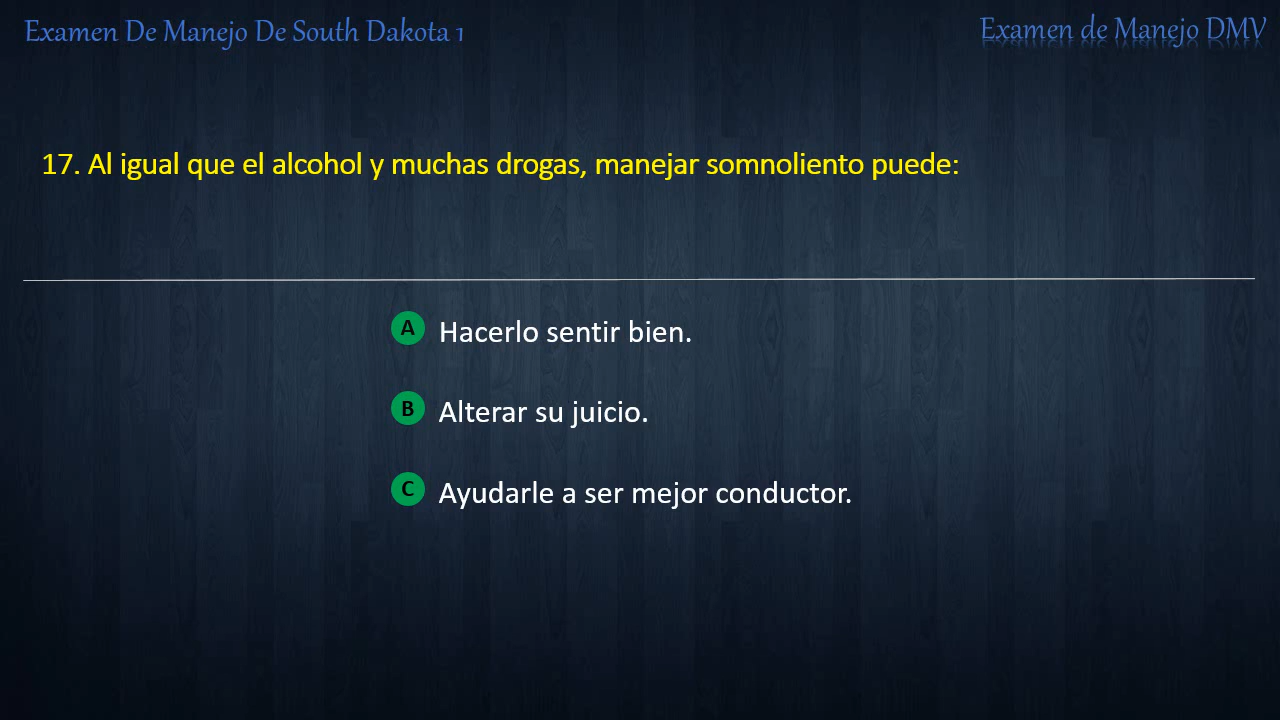 Examen De Manejo De South Dakota 1
Examen de Manejo DMV
17. Al igual que el alcohol y muchas drogas, manejar somnoliento puede:
A Hacerlo sentir bien.
B Alterar su juicio.
C Ayudarle a ser mejor conductor.